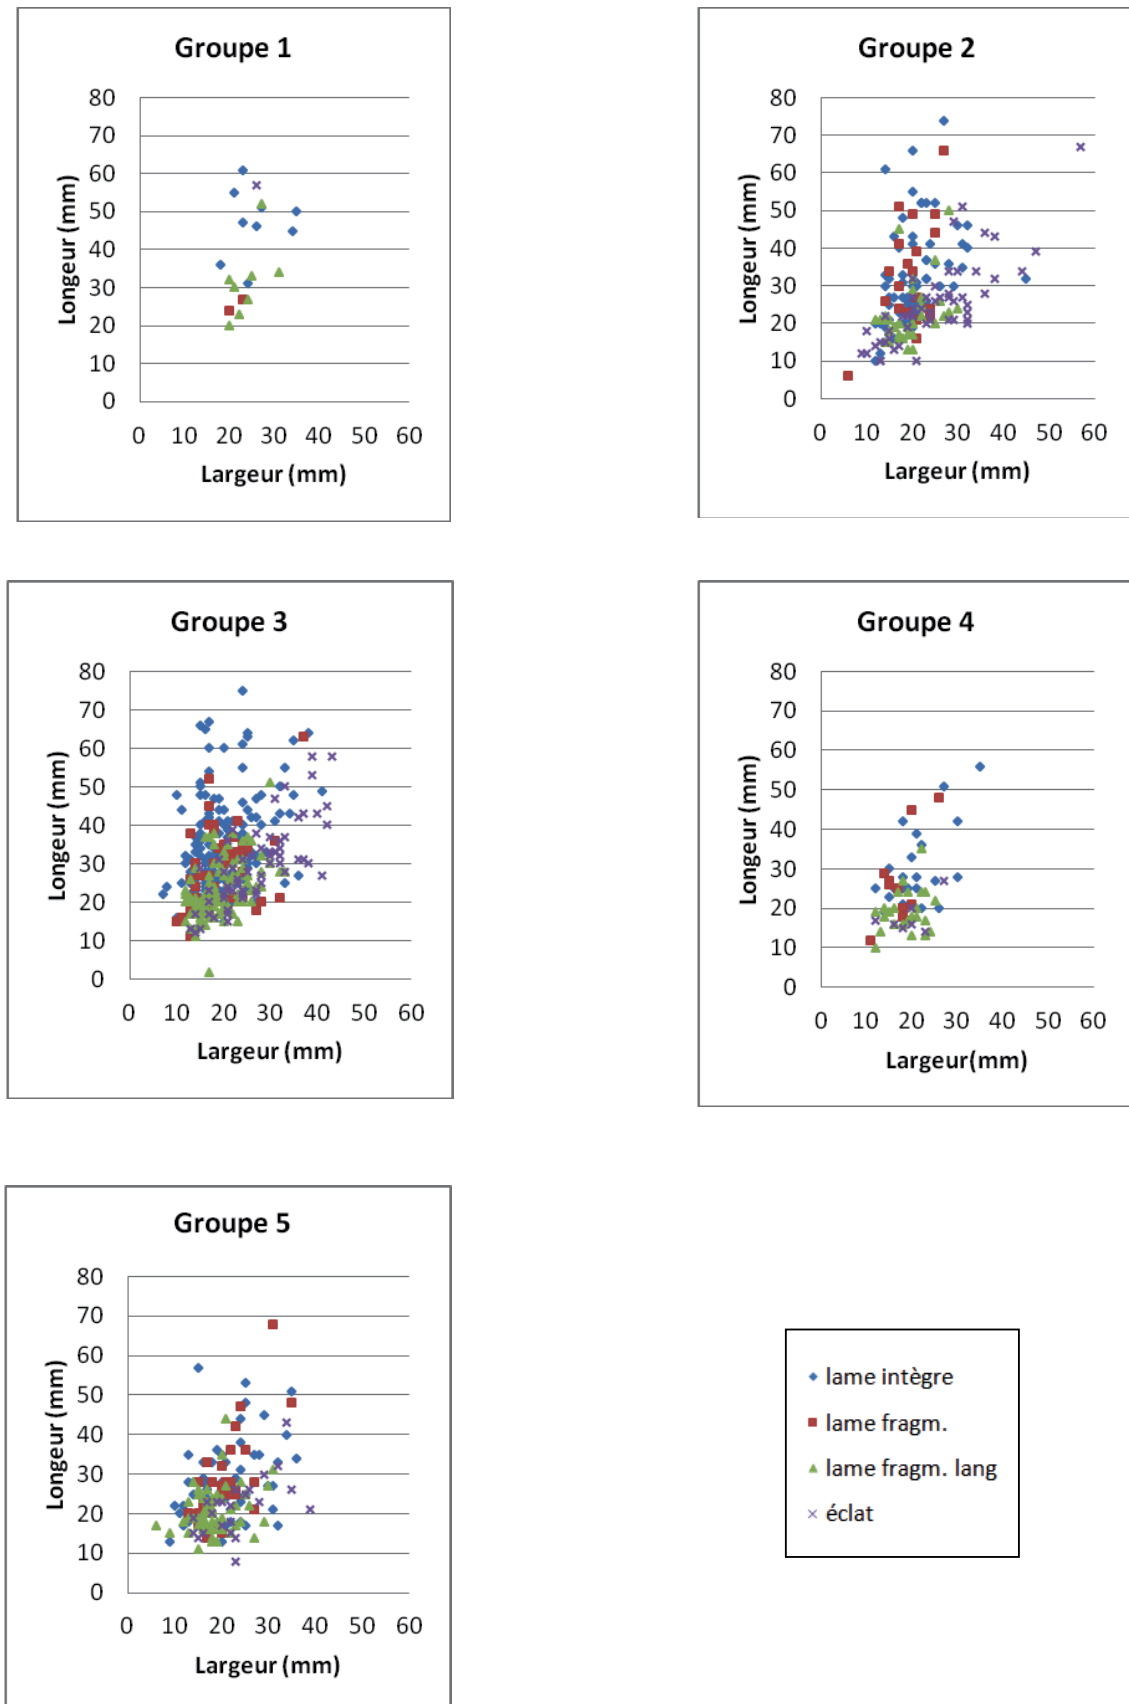 Groupe 1
80
70
60
50
40
30
20
10
0
Longeur (mm)
0 10 20 30 40 50 60
Largeur (mm)
Groupe 2
80
70
60
50
40
30
20
10
0
Longeur (mm)
0 10 20 30 40 50 60
Largeur (mm)
Groupe 3
80
70
60
50
40
30
20
10
0
Longeur (mm)
0 10 20 30 40 50 60
Largeur (mm)
Groupe 4
80
70
60
50
40
30
20
10
0
Longeur (mm)
0 10 20 30 40 50 60
Largeur(mm)
Groupe 5
80
70
60
50
40
30
20
10
0
Longeur (mm)
0 10 20 30 40 50 60
Largeur (mm)
lame intègre
lame fragm.
lame fragm. lang
éclat